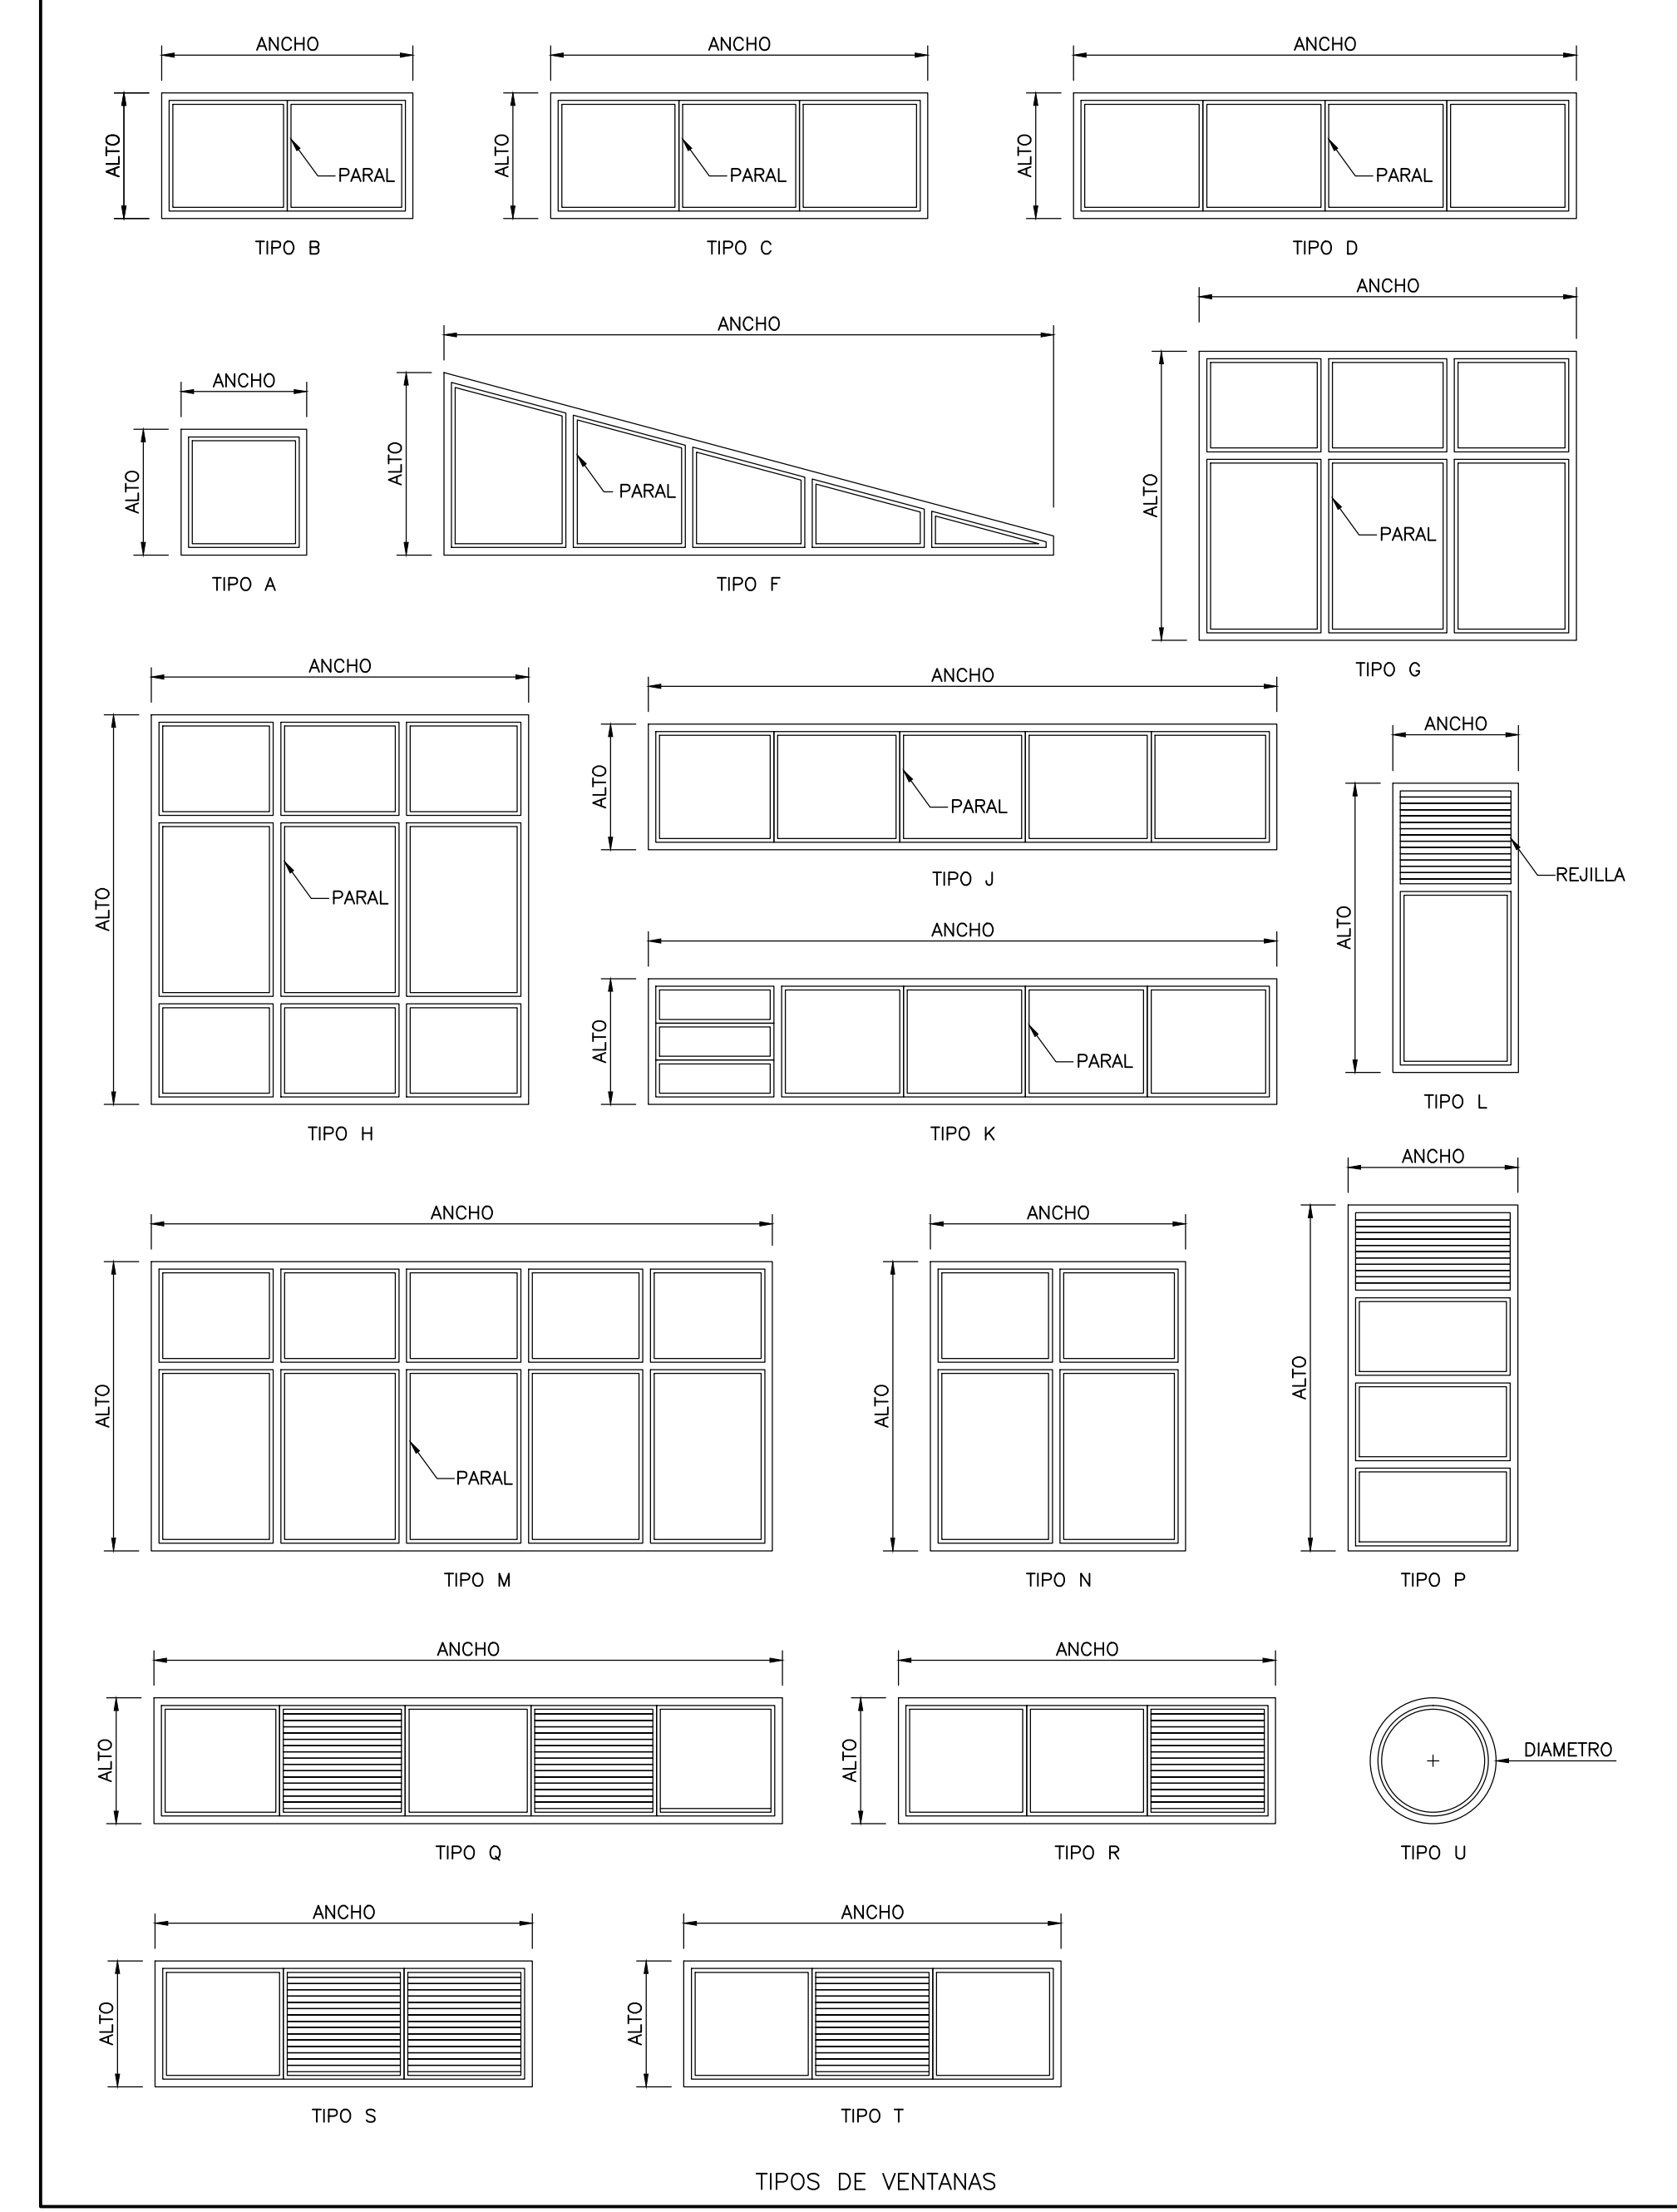 ANCHO
ALTO
PARAL
TIPO B
ANCHO
ALTO
PARAL
TIPO C
ANCHO
ALTO
PARAL
TIPO D
ANCHO
ALTO
TIPO A
ANCHO
ALTO
PARAL
TIPO F
ANCHO
ALTO
PARAL
TIPO G
ANCHO
ALTO
PARAL
TIPO H
ANCHO
ALTO
PARAL
TIPO J
ANCHO
ALTO
PARAL
TIPO K
ANCHO
ALTO
REJILLA
TIPO L
ANCHO
ALTO
PARAL
TIPO M
ANCHO
ALTO
TIPO N
ANCHO
ALTO
TIPO P
ANCHO
ALTO
TIPO Q
ANCHO
ALTO
TIPO R
DIAMETRO
TIPO U
ANCHO
ALTO
TIPO S
ANCHO
ALTO
TIPO T
TIPOS DE VENTANAS